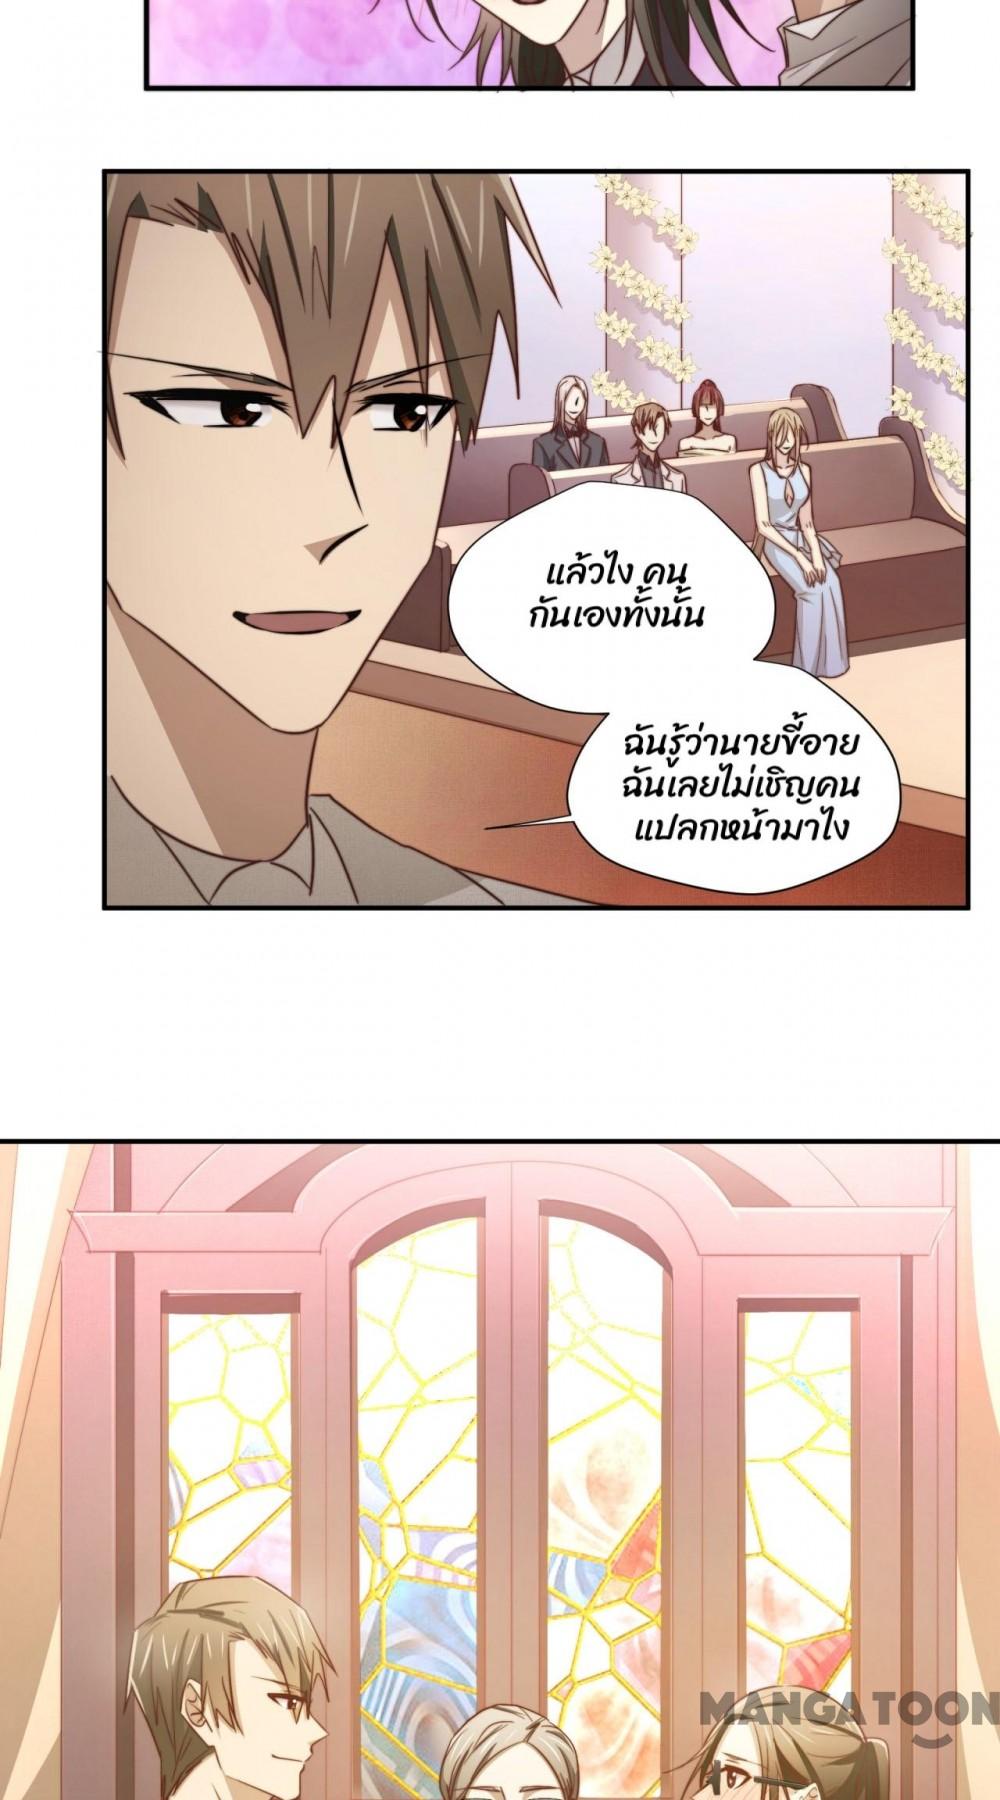 แล้วไง คน
กันเองทั้งนั้น
ฉันรู้ว่านายขี้อาย
ฉันเลยไม่เชิญคน
แปลกหน้ามาไง
MANGATOON